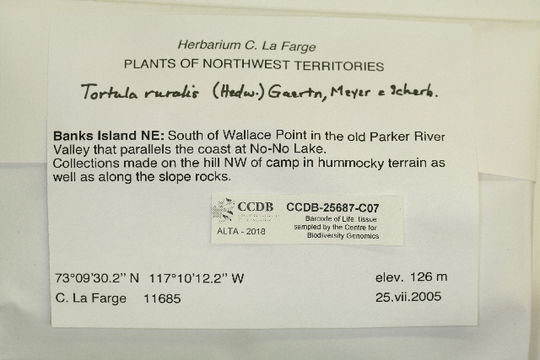 Herbarium C. La Farge
PLANTS OF NORTHWEST TERRITORIES
Tortula ruralis (Hedw.) Gaertn, Meyer e Scherb.
Banks Island NE: South of Wallace Point in the old Parker River
Valley that parallels the coast at No-No Lake.
Collections made on the hill NW of camp in hummocky terrain as
well as along the slope rocks.
CCDB CCDB-25687-C07
Barcode of Life: tissue
sampled by the Centre for
ALTA - 2018 Biodiversity Genomics
73°09'30.2" N 117°10'12.2" W elev. 126 m
C. La Farge 11685 25.vii.2005